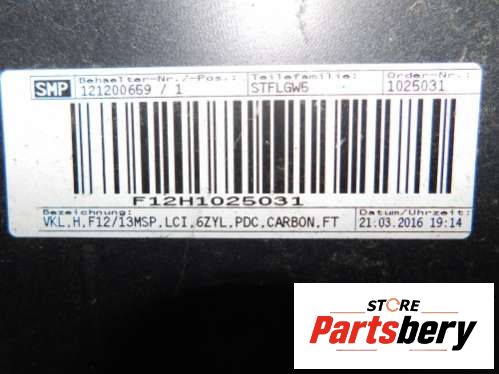 SMP
Behaelter-Nr./-Pos.: Teilefamilie: Order-Nr.:
121200659 / 1 STFLGW5 1025031
F12H1025031
Bezeichnung: Datum/Uhrzeit:
VKL,H,F12/13MSP,LCI,6ZYL,PDC,CARBON,FT 21.03.2016 19:14
STORE
Partsbery